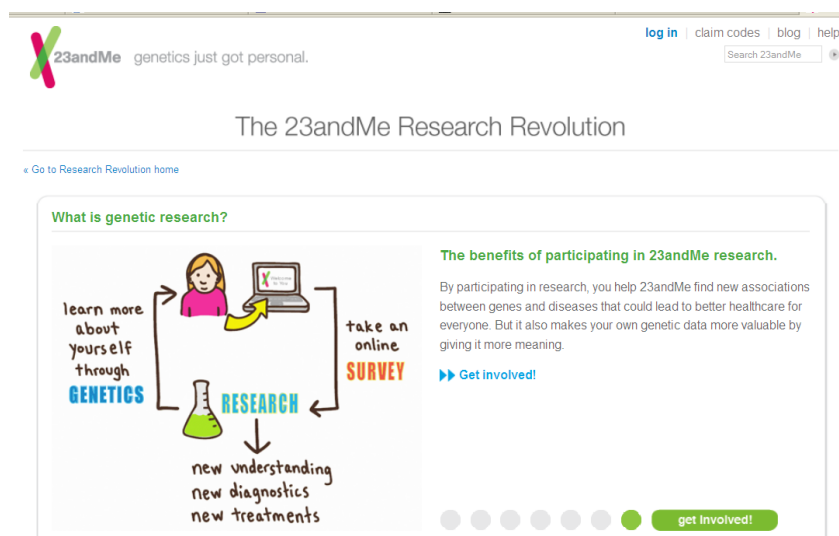 log in | claim codes | blog | help
23andMe genetics just got personal.
Search 23andMe
The 23andMe Research Revolution
« Go to Research Revolution home
What is genetic research?
learn more
about
yourself
through
GENETICS
Welcome
to You
take an
online
SURVEY
RESEARCH
new understanding
new diagnostics
new treatments
The benefits of participating in 23andMe research.
By participating in research, you help 23andMe find new associations
between genes and diseases that could lead to better healthcare for
everyone. But it also makes your own genetic data more valuable by
giving it more meaning.
Get involved!
get involved!